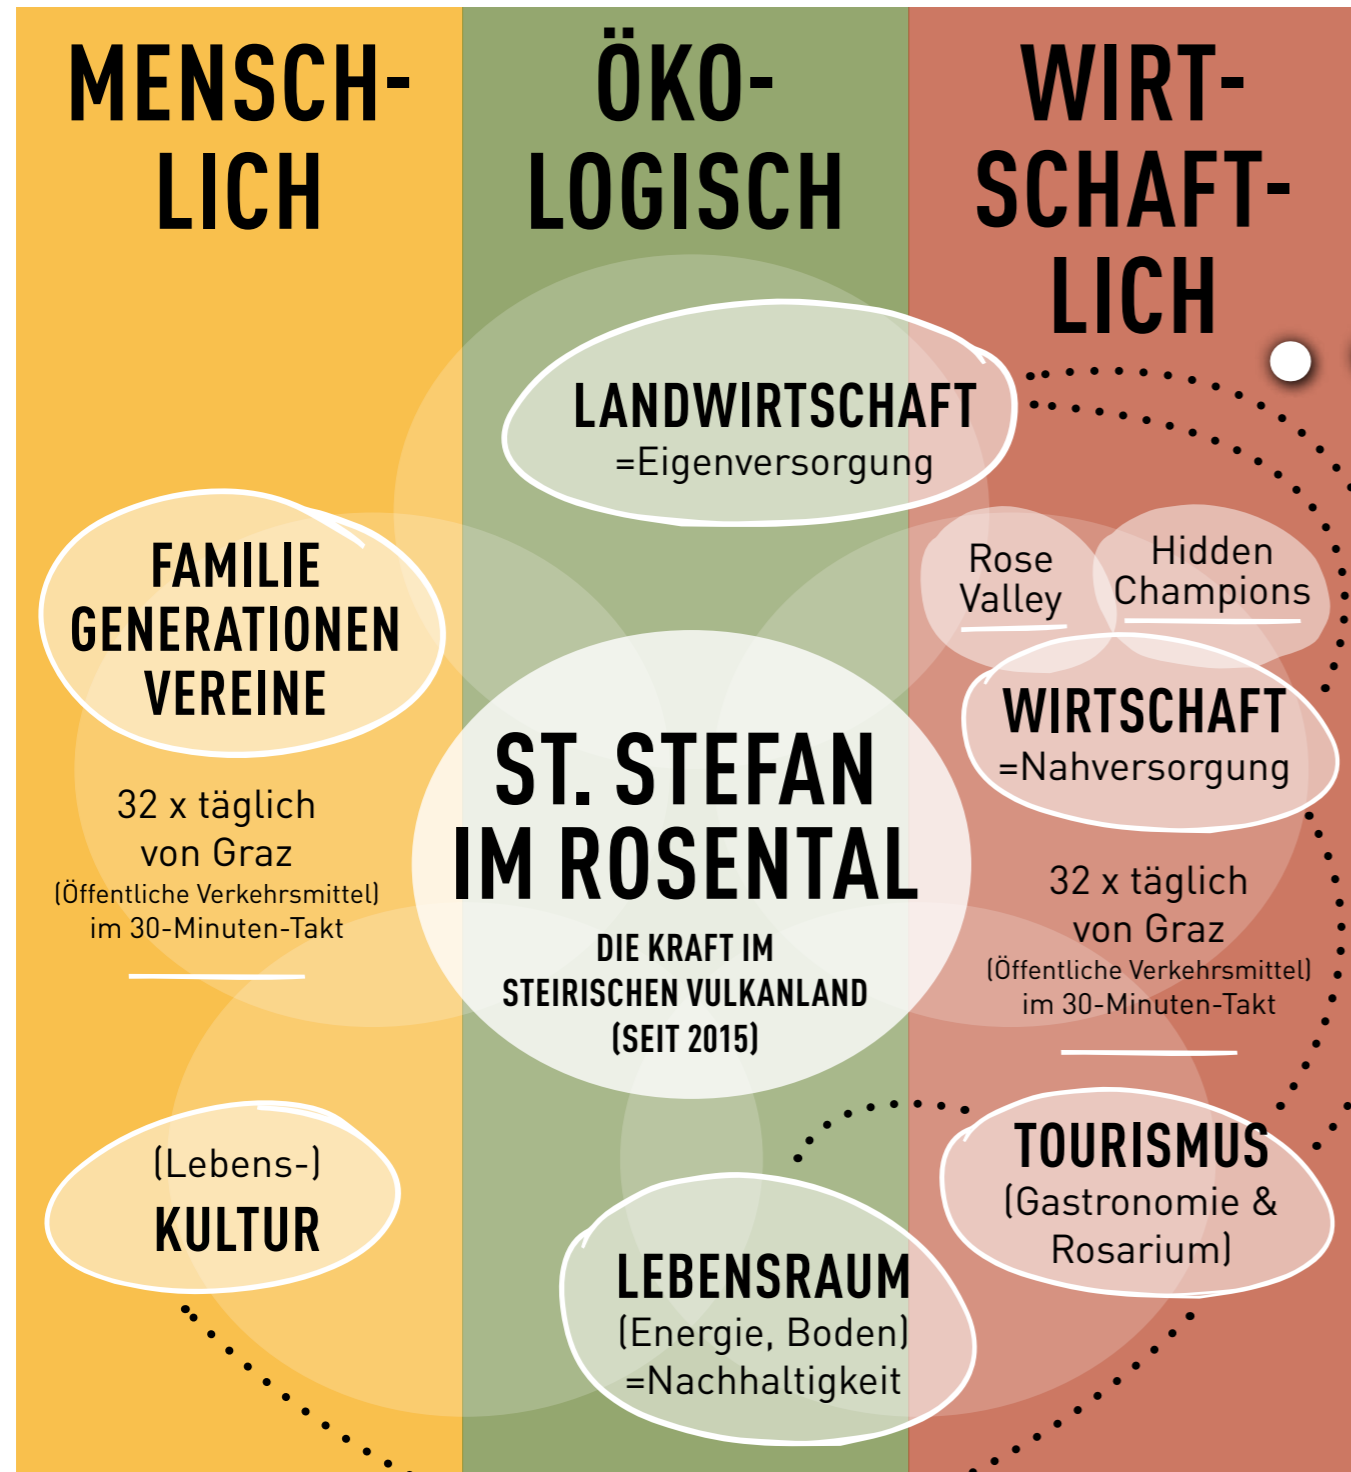 MENSCH-
LICH
ÖKO-
LOGISCH
WIRT-
SCHAFT-
LICH
LANDWIRTSCHAFT
=Eigenversorgung
FAMILIE
GENERATIONEN
VEREINE
32 x täglich
von Graz
(Öffentliche Verkehrsmittel)
im 30-Minuten-Takt
Rose
Valley
Hidden
Champions
WIRTSCHAFT
=Nahversorgung
ST. STEFAN
IM ROSENTAL
DIE KRAFT IM
STEIRISCHEN VULKANLAND
(SEIT 2015)
32 x täglich
von Graz
(Öffentliche Verkehrsmittel)
im 30-Minuten-Takt
(Lebens-)
KULTUR
LEBENSRAUM
(Energie, Boden)
=Nachhaltigkeit
TOURISMUS
(Gastronomie &
Rosarium)